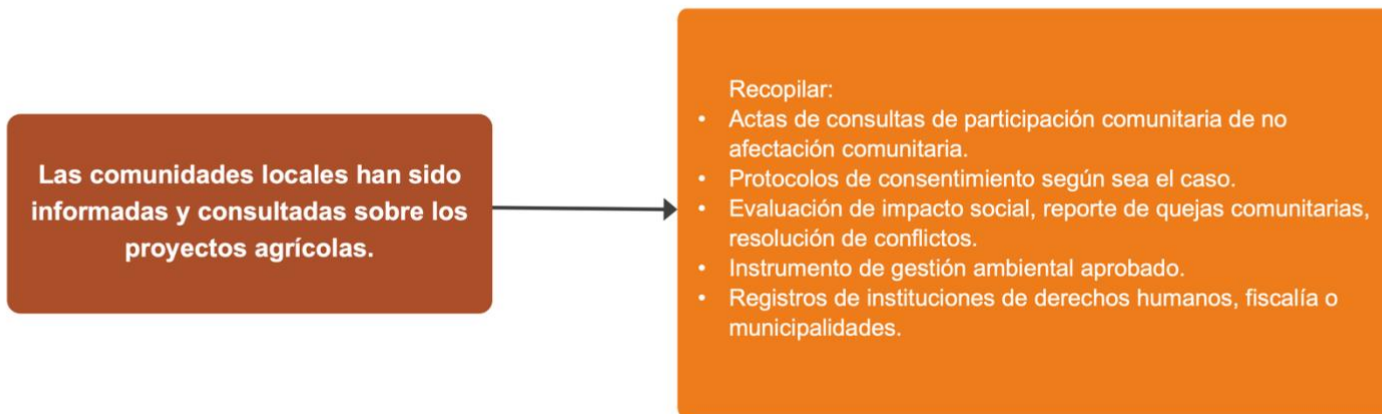 Las comunidades locales han sido
informadas y consultadas sobre los
proyectos agrícolas.
Recopilar:
• Actas de consultas de participación comunitaria de no
afectación comunitaria.
• Protocolos de consentimiento según sea el caso.
• Evaluación de impacto social, reporte de quejas comunitarias,
resolución de conflictos.
• Instrumento de gestión ambiental aprobado.
• Registros de instituciones de derechos humanos, fiscalía o
municipalidades.